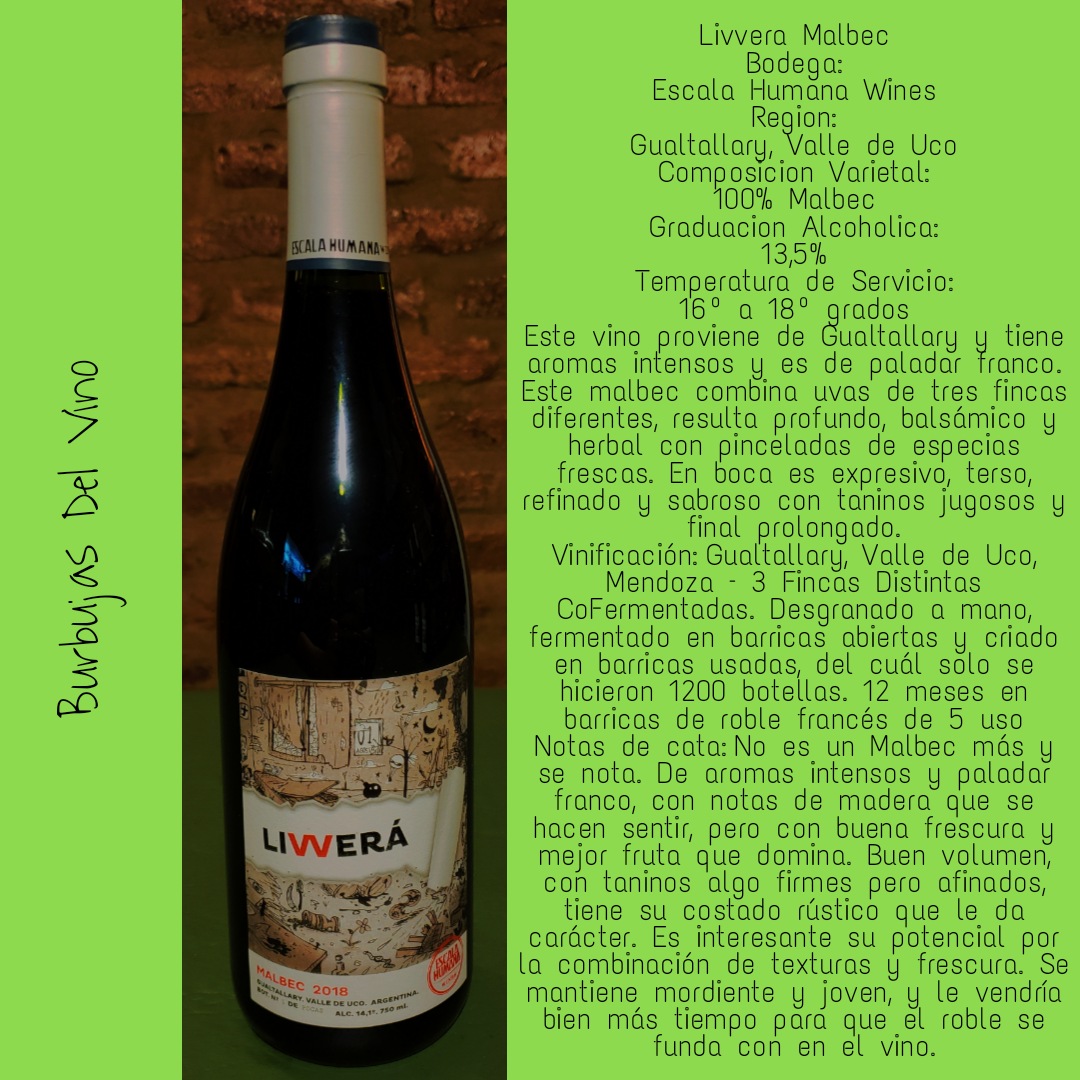 Burbujas Del Vino
ESCALA HUMANA
LIVVERÁ
MALBEC 2018
GUALTALLARY. VALLE DE UCO. ARGENTINA.
BOT. Nº DE POCAS ALC. 14,1º. 750 mL
ESCALA
HUMANA
Livvera Malbec
Bodega:
Escala Humana Wines
Region:
Gualtallary, Valle de Uco
Composicion Varietal:
100% Malbec
Graduacion Alcoholica:
13,5%
Temperatura de Servicio:
16º a 18º grados
Este vino proviene de Gualtallary y tiene
aromas intensos y es de paladar franco.
Este malbec combina uvas de tres fincas
diferentes, resulta profundo, balsámico y
herbal con pinceladas de especias
frescas. En boca es expresivo, terso,
refinado y sabroso con taninos jugosos y
final prolongado.
Vinificación: Gualtallary, Valle de Uco,
Mendoza - 3 Fincas Distintas
CoFermentadas. Desgranado a mano,
fermentado en barricas abiertas y criado
en barricas usadas, del cuál solo se
hicieron 1200 botellas. 12 meses en
barricas de roble francés de 5 uso
Notas de cata: No es un Malbec más y
se nota. De aromas intensos y paladar
franco, con notas de madera que se
hacen sentir, pero con buena frescura y
mejor fruta que domina. Buen volumen,
con taninos algo firmes pero afinados,
tiene su costado rústico que le da
carácter. Es interesante su potencial por
la combinación de texturas y frescura. Se
mantiene mordiente y joven, y le vendría
bien más tiempo para que el roble se
funda con en el vino.